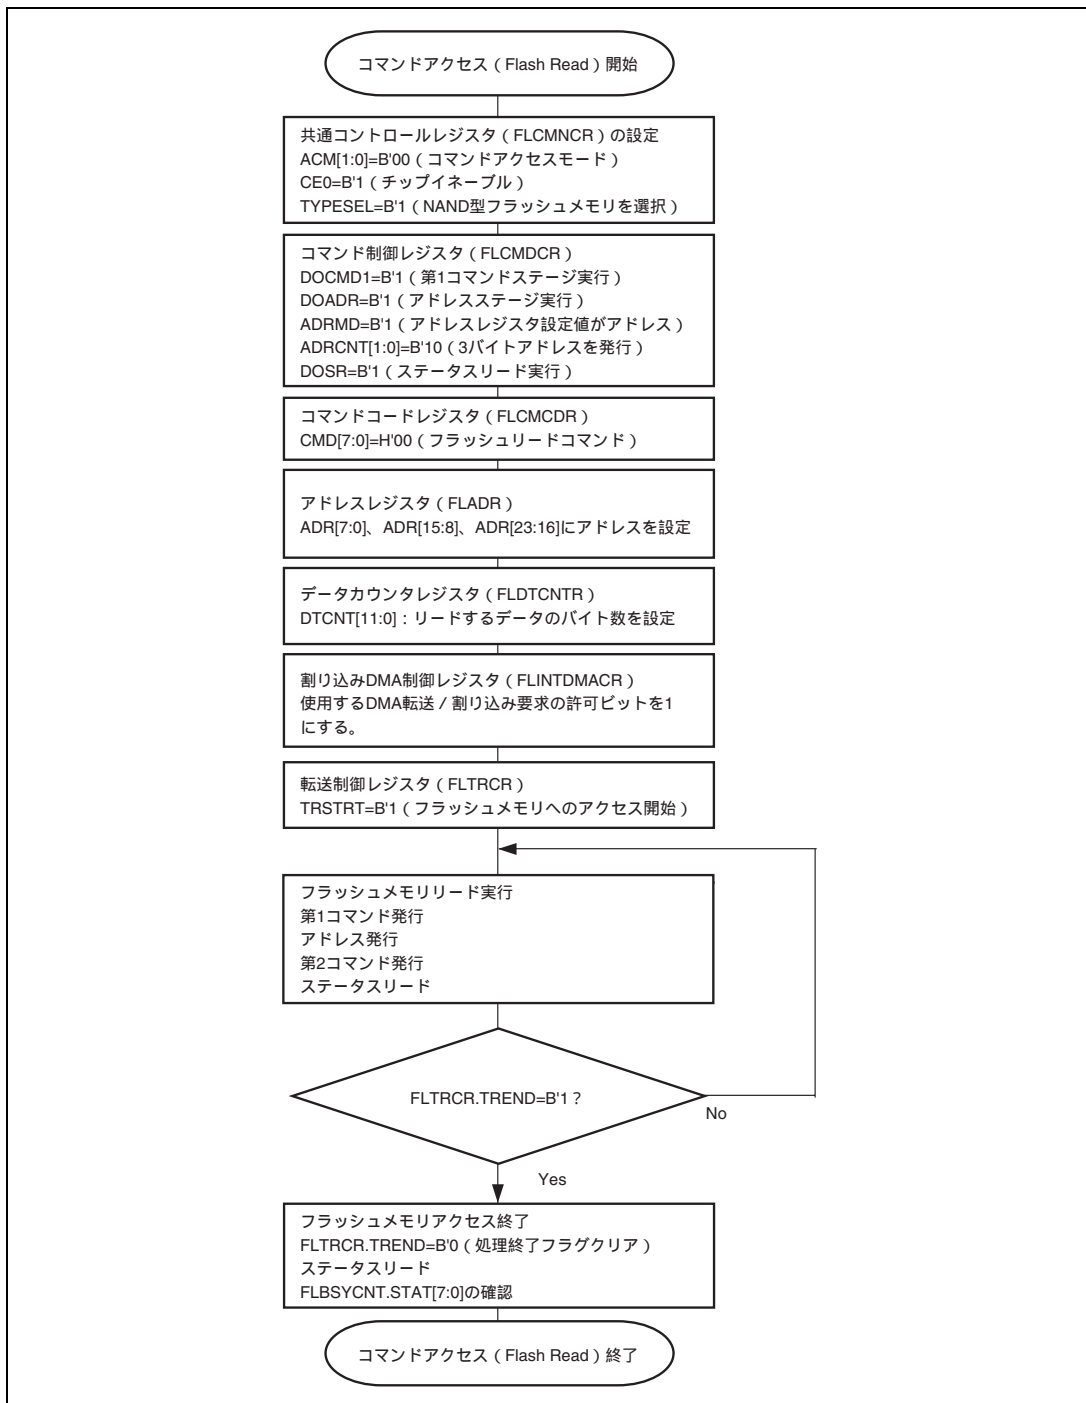 コマンドアクセス（Flash Read）開始
共通コントロールレジスタ（FLCMNCR）の設定
ACM[1:0]=B'00（コマンドアクセスモード）
CE0=B'1（チップイネーブル）
TYPESEL=B'1（NAND型フラッシュメモリを選択）
コマンド制御レジスタ（FLCMDCR）
DOCMD1=B'1（第1コマンドステージ実行）
DOADR=B'1（アドレスステージ実行）
ADRMD=B'1（アドレスレジスタ設定値がアドレス）
ADRCNT[1:0]=B'10（3バイトアドレスを発行）
DOSR=B'1（ステータスリード実行）
コマンドコードレジスタ（FLCMCDR）
CMD[7:0]=H'00（フラッシュリードコマンド）
アドレスレジスタ（FLADR）
ADR[7:0]、ADR[15:8]、ADR[23:16]にアドレスを設定
データカウンタレジスタ（FLDTCNTR）
DTCNT[11:0]：リードするデータのバイト数を設定
割り込みDMA制御レジスタ（FLINTDMACR）
使用するDMA転送 / 割り込み要求の許可ビットを1
にする。
転送制御レジスタ（FLTRCR）
TRSTRT=B'1（フラッシュメモリへのアクセス開始）
フラッシュメモリリード実行
第1コマンド発行
アドレス発行
第2コマンド発行
ステータスリード
FLTRCR.TREND=B'1？
No
Yes
フラッシュメモリアクセス終了
FLTRCR.TREND=B'0（処理終了フラグクリア）
ステータスリード
FLBSYCNT.STAT[7:0]の確認
コマンドアクセス（Flash Read）終了